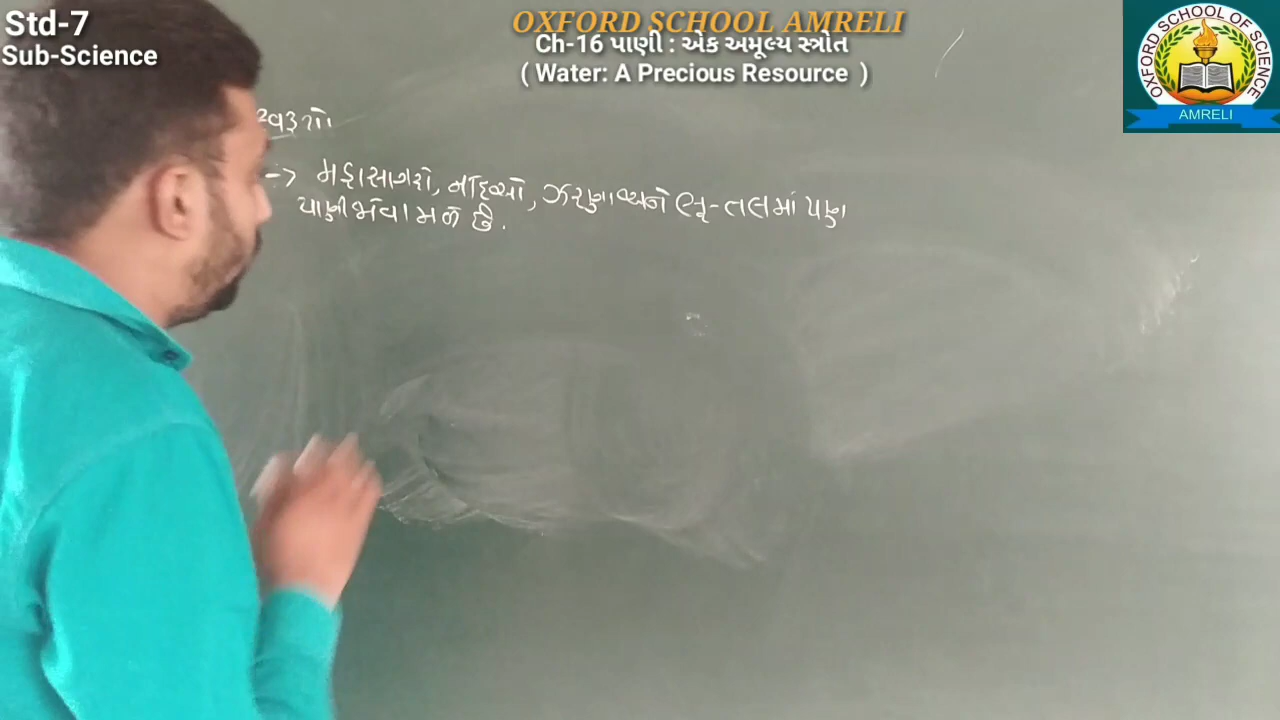 Std-7
Sub-Science
OXFORD SCHOOL AMRELI
Ch-16 પાણી : એક અમૂલ્ય સ્ત્રોત
( Water: A Precious Resource )
OXFORD SCHOOL OF SCIENCE
AMRELI
સ્વરૂપો
-> મહાસાગરો, નદિઓ, ઝરણાઅને ભૂ-તલમાં પણ
પાણી જોવા મળે છે.